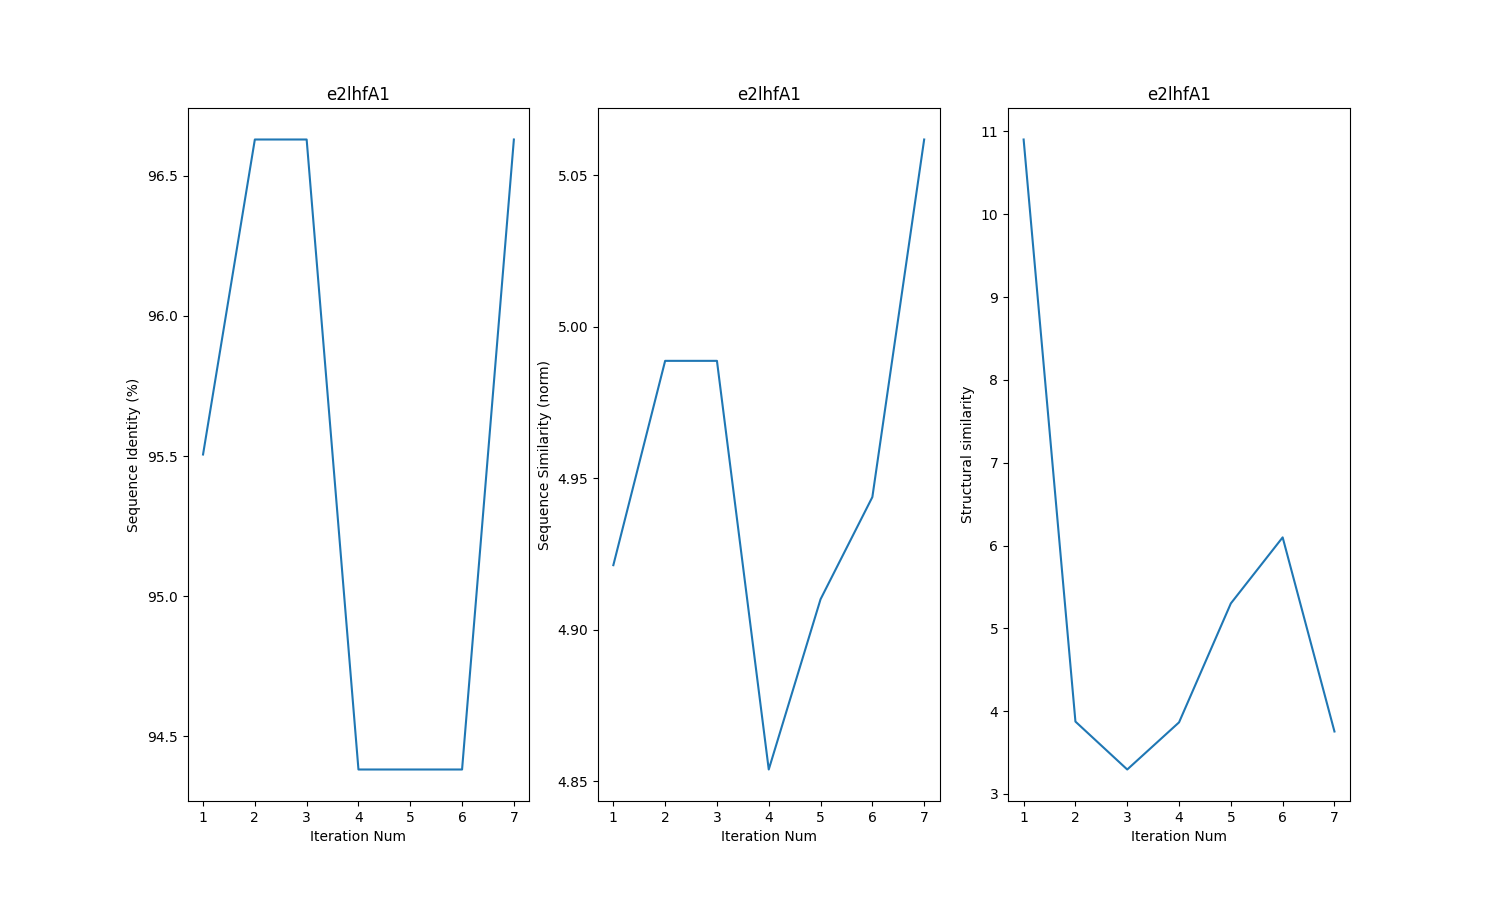 e2lhfA1
Sequence Identity (%)
96.5
96.0
95.5
95.0
94.5
1 2 3 4 5 6 7
Iteration Num
e2lhfA1
Sequence Similarity (norm)
5.05
5.00
4.95
4.90
4.85
1 2 3 4 5 6 7
Iteration Num
e2lhfA1
Structural similarity
11
10
9
8
7
6
5
4
3
1 2 3 4 5 6 7
Iteration Num